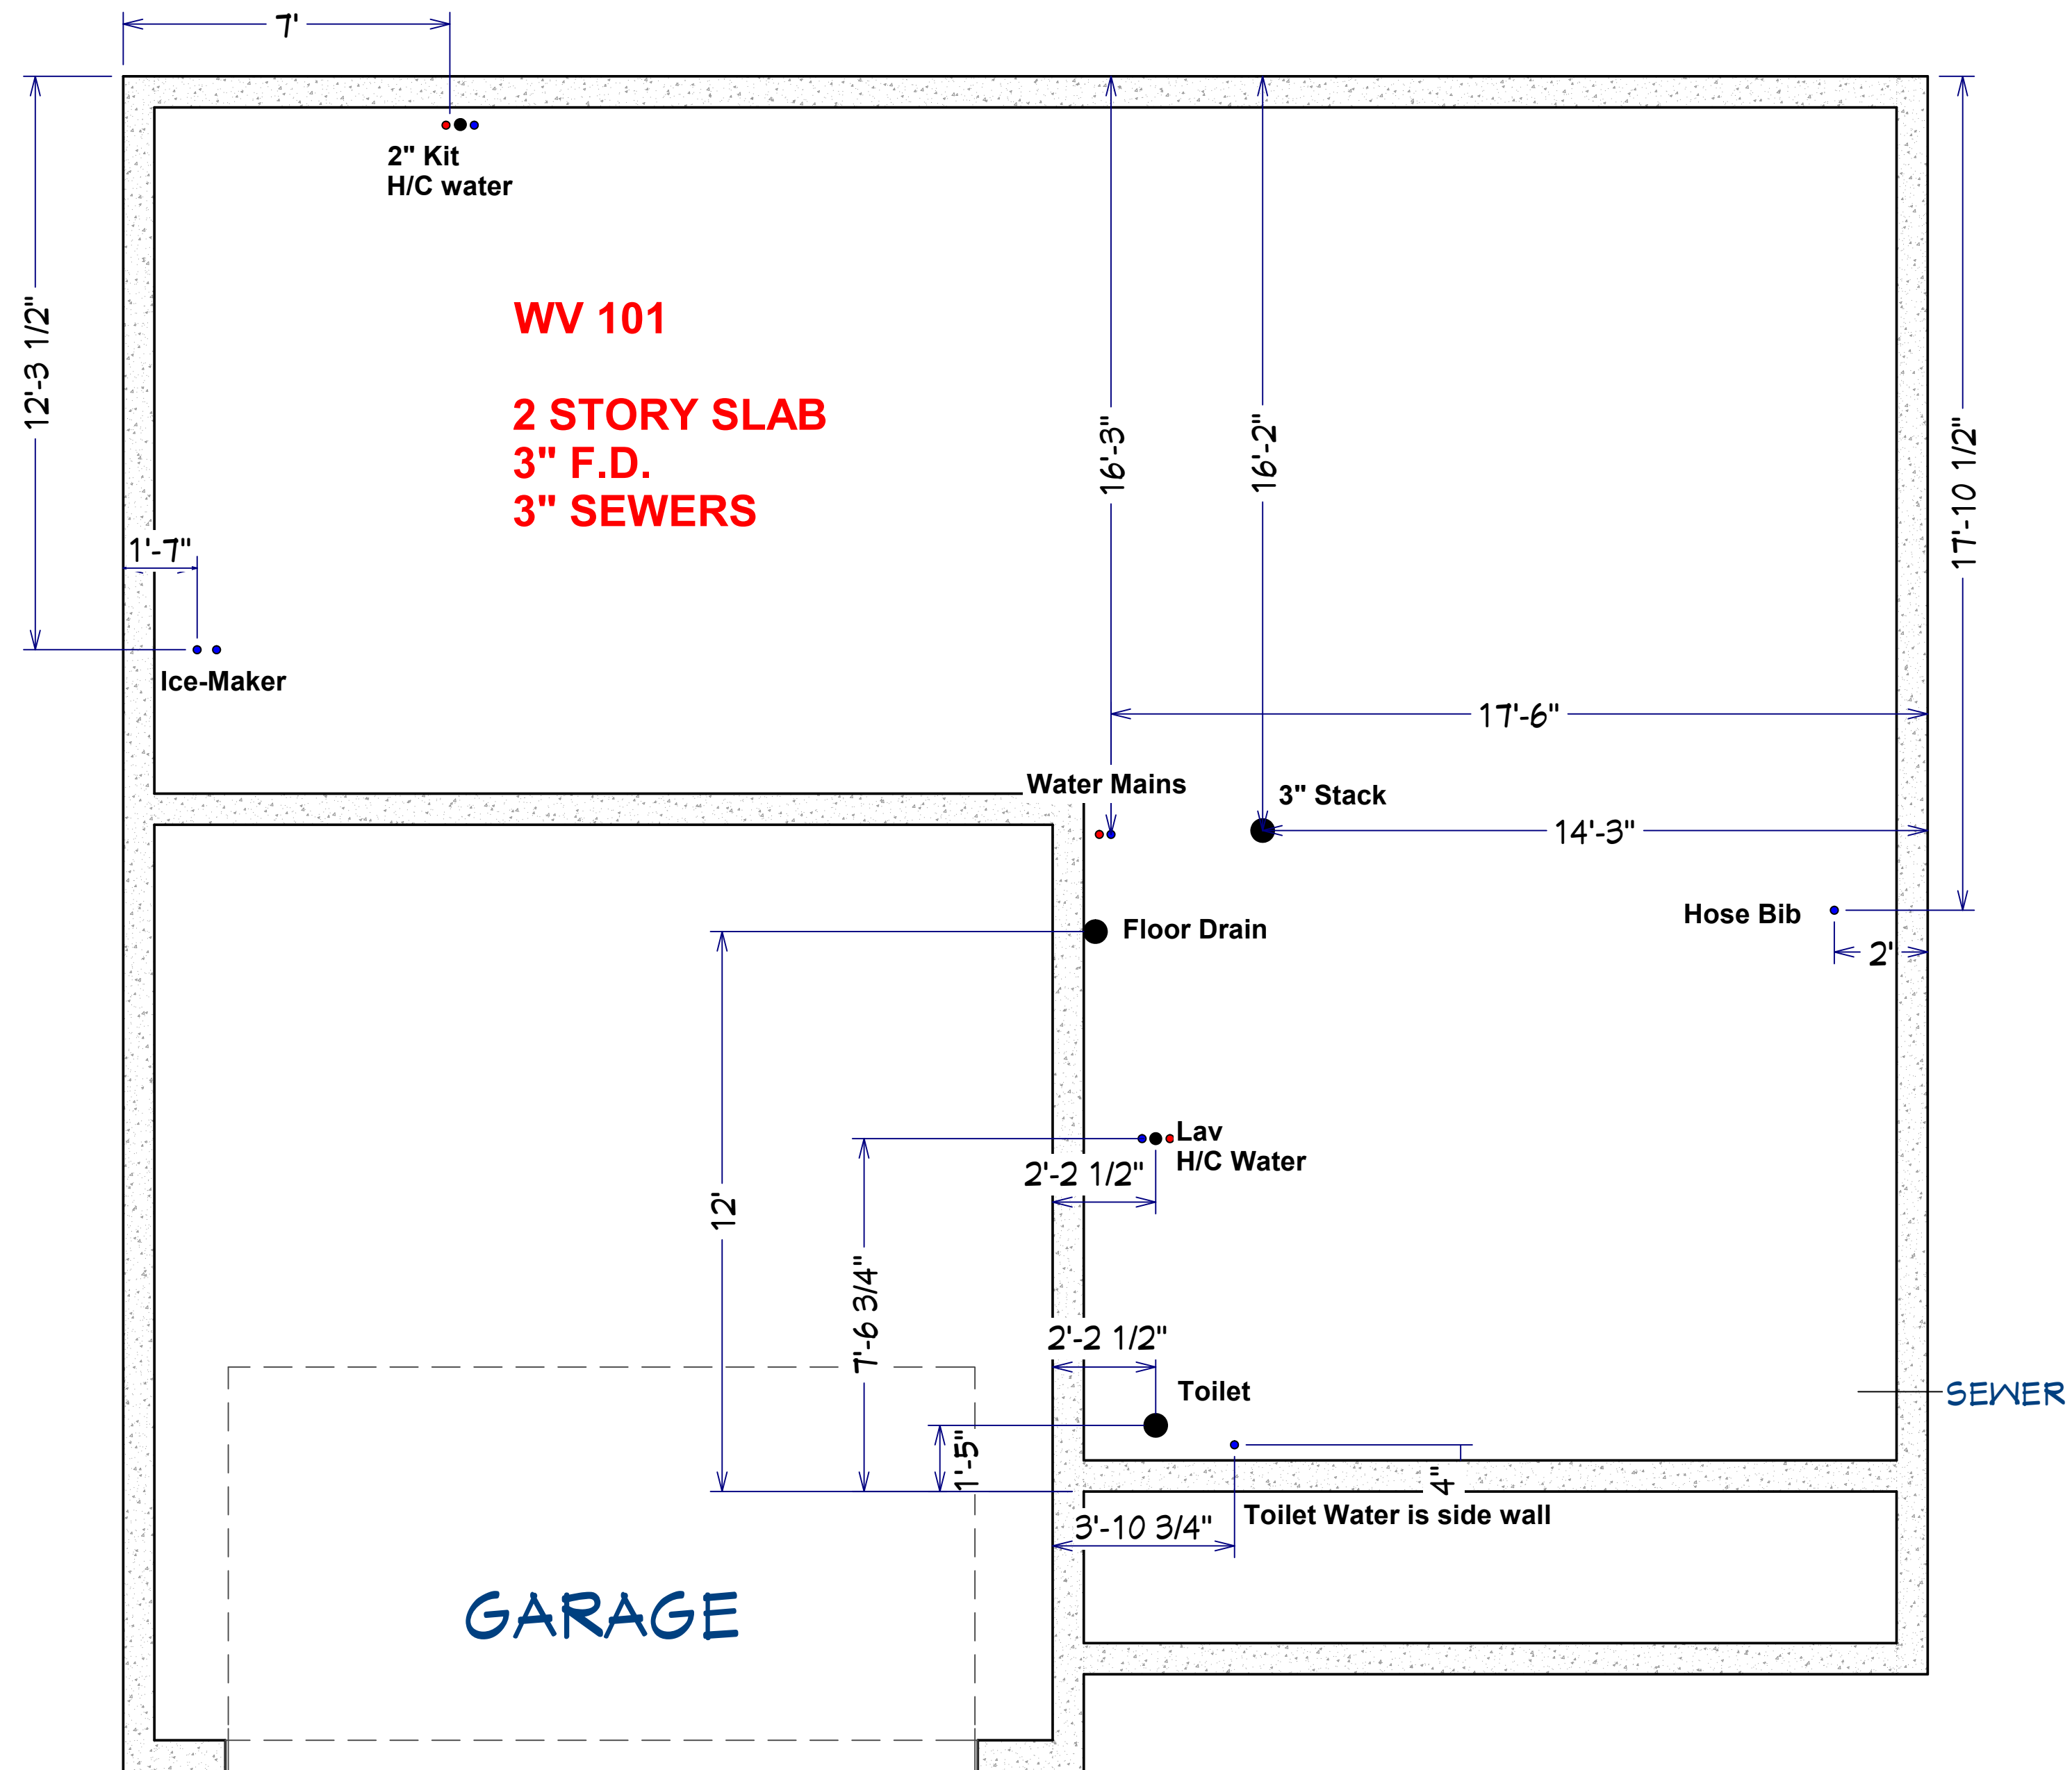 7'
2" Kit
H/C water
12'-3 1/2"
WV 101
2 STORY SLAB
3" F.D.
3" SEWERS
16'-3"
16'-2"
17'-10 1/2"
1'-7"
Ice-Maker
17'-6"
Water Mains
3" Stack
14'-3"
Hose Bib
Floor Drain
2'
Lav
H/C Water
2'-2 1/2"
12'
7'-6 3/4"
2'-2 1/2"
Toilet
SEWER
1'-5"
4"
Toilet Water is side wall
3'-10 3/4"
GARAGE